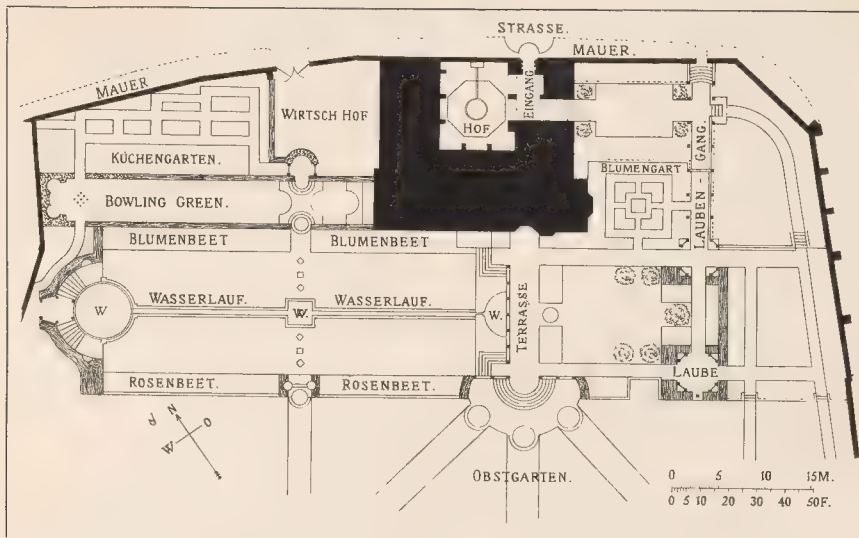 STRASSE.
MAUER.
MAUER
WIRTSCH HOF
HOF
EINGANG
KÜCHENGARTEN.
BLUMENGART
LAUBEN-GANG.
BOWLING GREEN.
BLUMENBEET
BLUMENBEET
W
WASSERLAUF.
W.
WASSERLAUF.
W.
TERRASSE
ROSENBEET.
ROSENBEET.
LAUBE
N
O
W
OBSTGARTEN.
0 5 10 15M.
0 5 10 20 30 40 50F.